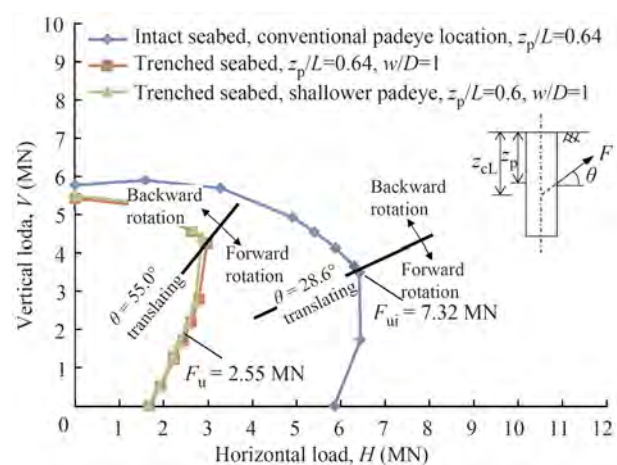 Intact seabed, conventional padeye location, zp/L=0.64
Trenched seabed, zp/L=0.64, w/D=1
Trenched seabed, shallower padeye, zp/L=0.6, w/D=1
10
9
8
7
6
5
4
3
2
1
0
Vertical loda, V (MN)
zcL
zp
F
θ
Backward
rotation
Forward
rotation
θ = 55.0°
translating
Backward
rotation
Forward
rotation
θ = 28.6°
translating
Fui = 7.32 MN
Fu = 2.55 MN
0 1 2 3 4 5 6 7 8 9 10 11 12
Horizontal load, H (MN)